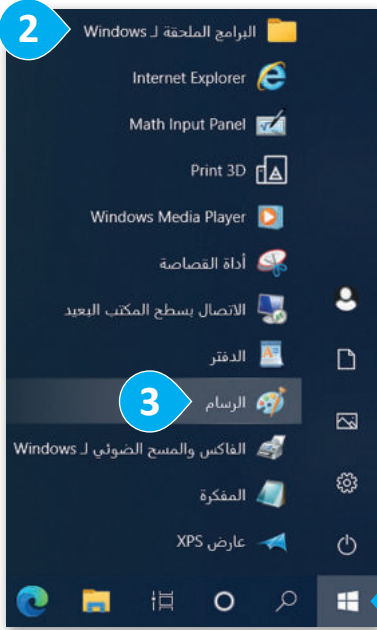 2
البرامج الملحقة لـ Windows
Internet Explorer
Math Input Panel
Print 3D
Windows Media Player
أداة القصاصة
الاتصال بسطح المكتب البعيد
الدفتر
3
الرسام
الفاكس والمسح الضوئي لـ Windows
المفكرة
عارض XPS